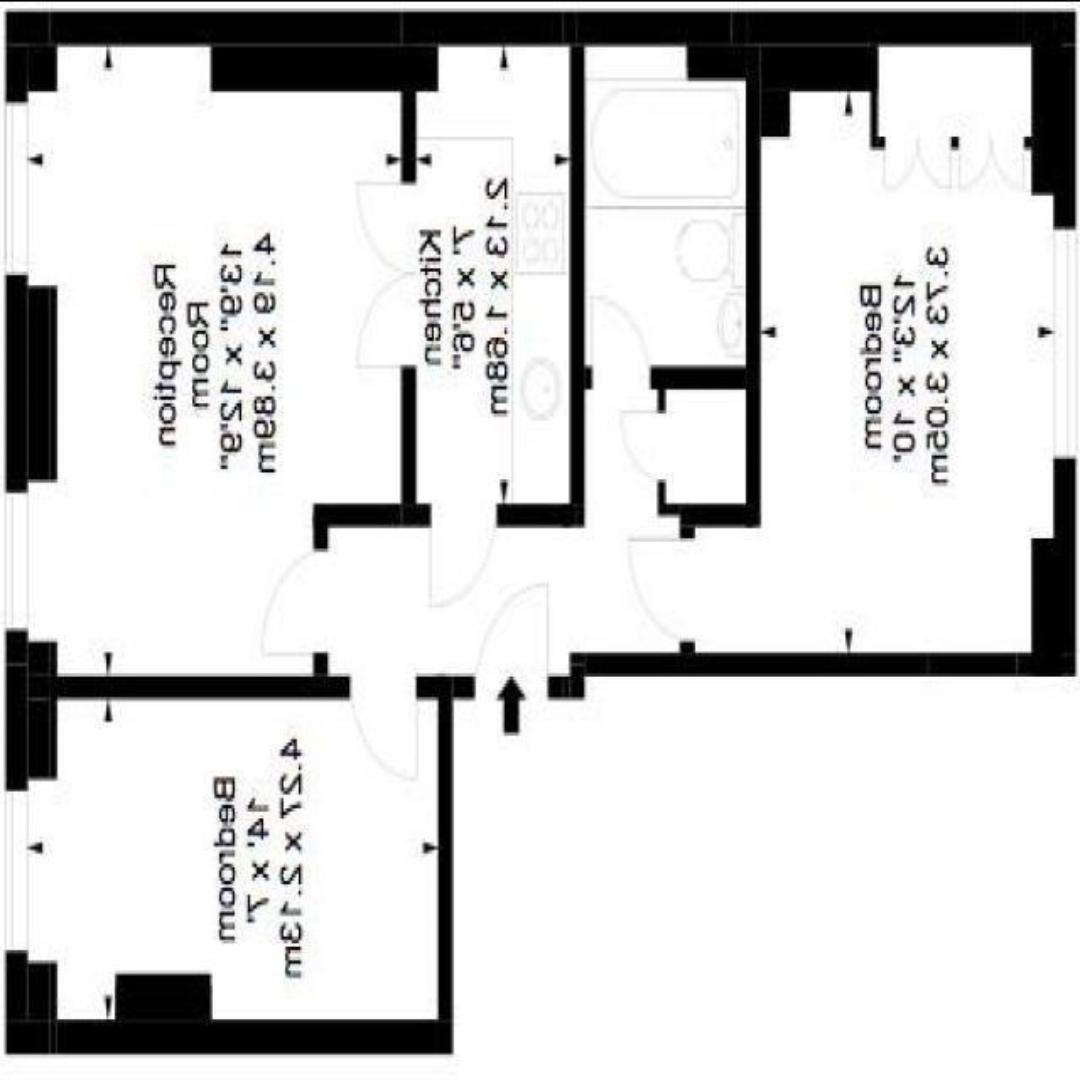 Reception
Room
13'9" x 12'9"
4.19 x 3.89m
Kitchen
7' x 5'6"
2.13 x 1.68m
Bedroom
12'3" x 10'
3.73 x 3.05m
Bedroom
14' x 7'
4.27 x 2.13m